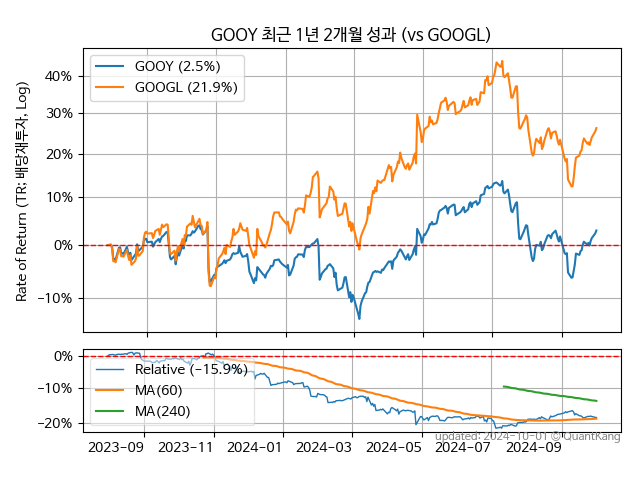 GOOY 최근 1년 2개월 성과 (vs GOOGL)
GOOY (2.5%)
GOOGL (21.9%)
Rate of Return (TR: 배당재투자, Log)
40%
30%
20%
10%
0%
−10%
0%
−10%
−20%
Relative (−15.9%)
MA(60)
MA(240)
updated: 2024-10-01 © QuantKang
2023−09
2023−11
2024−01
2024−03
2024−05
2024−07
2024−09